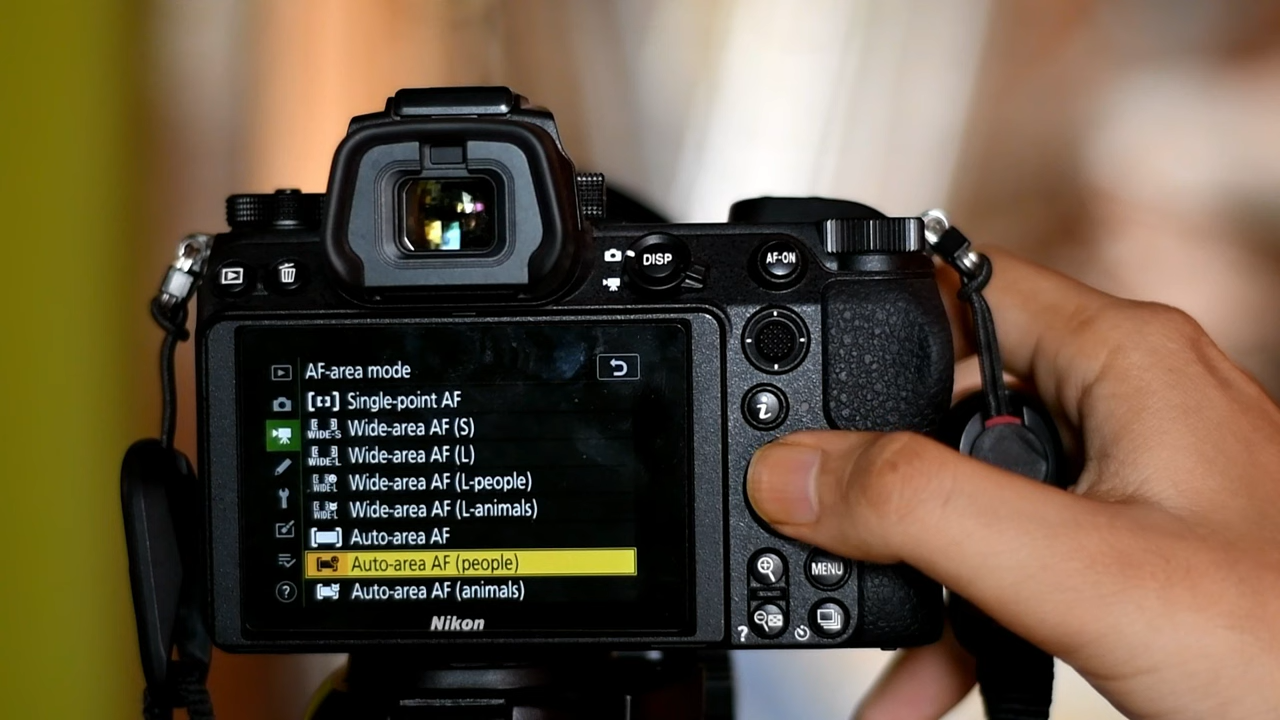 DISP
AF-ON
AF-area mode
Single-point AF
WIDE-S Wide-area AF (S)
WIDE-L Wide-area AF (L)
WIDE-L Wide-area AF (L-people)
WIDE-L Wide-area AF (L-animals)
Auto-area AF
Auto-area AF (people)
Auto-area AF (animals)
i
MENU
?
?
Nikon